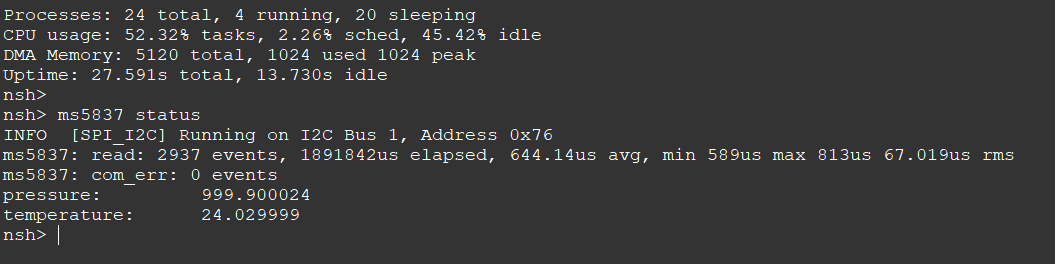 Processes: 24 total, 4 running, 20 sleeping
CPU usage: 52.32% tasks, 2.26% sched, 45.42% idle
DMA Memory: 5120 total, 1024 used 1024 peak
Uptime: 27.591s total, 13.730s idle
nsh>
nsh> ms5837 status
INFO  [SPI_I2C] Running on I2C Bus 1, Address 0x76
ms5837: read: 2937 events, 1891842us elapsed, 644.14us avg, min 589us max 813us 67.019us rms
ms5837: com_err: 0 events
pressure:          999.900024
temperature:       24.029999
nsh>